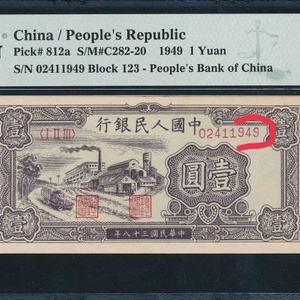 China / People's Republic
Pick# 812a S/M#C282-20 1949 1 Yuan
S/N 02411949 Block 123 - People's Bank of China
行銀民人國中
壹 壹
〈I II III〉 02411949
圓壹
壹 壹
年八十三國民華中